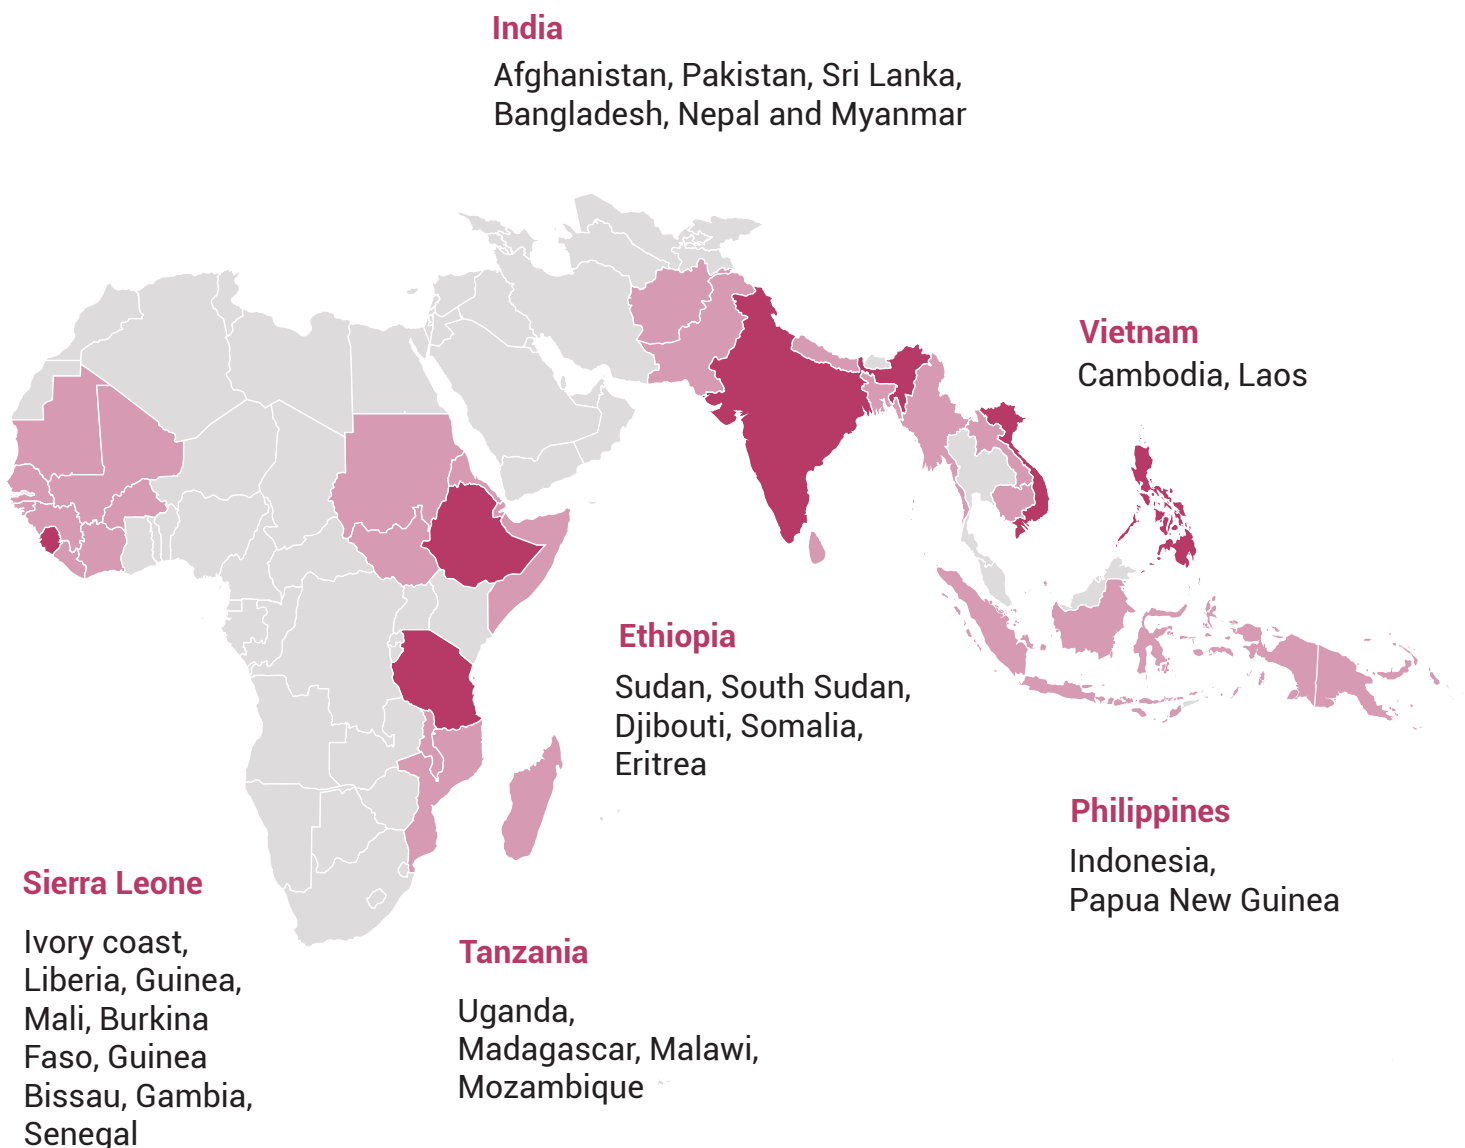 India
Afghanistan, Pakistan, Sri Lanka,
Bangladesh, Nepal and Myanmar
Vietnam
Cambodia, Laos
Ethiopia
Sudan, South Sudan,
Djibouti, Somalia,
Eritrea
Philippines
Indonesia,
Papua New Guinea
Sierra Leone
Ivory coast,
Liberia, Guinea,
Mali, Burkina
Faso, Guinea
Bissau, Gambia,
Senegal
Tanzania
Uganda,
Madagascar, Malawi,
Mozambique